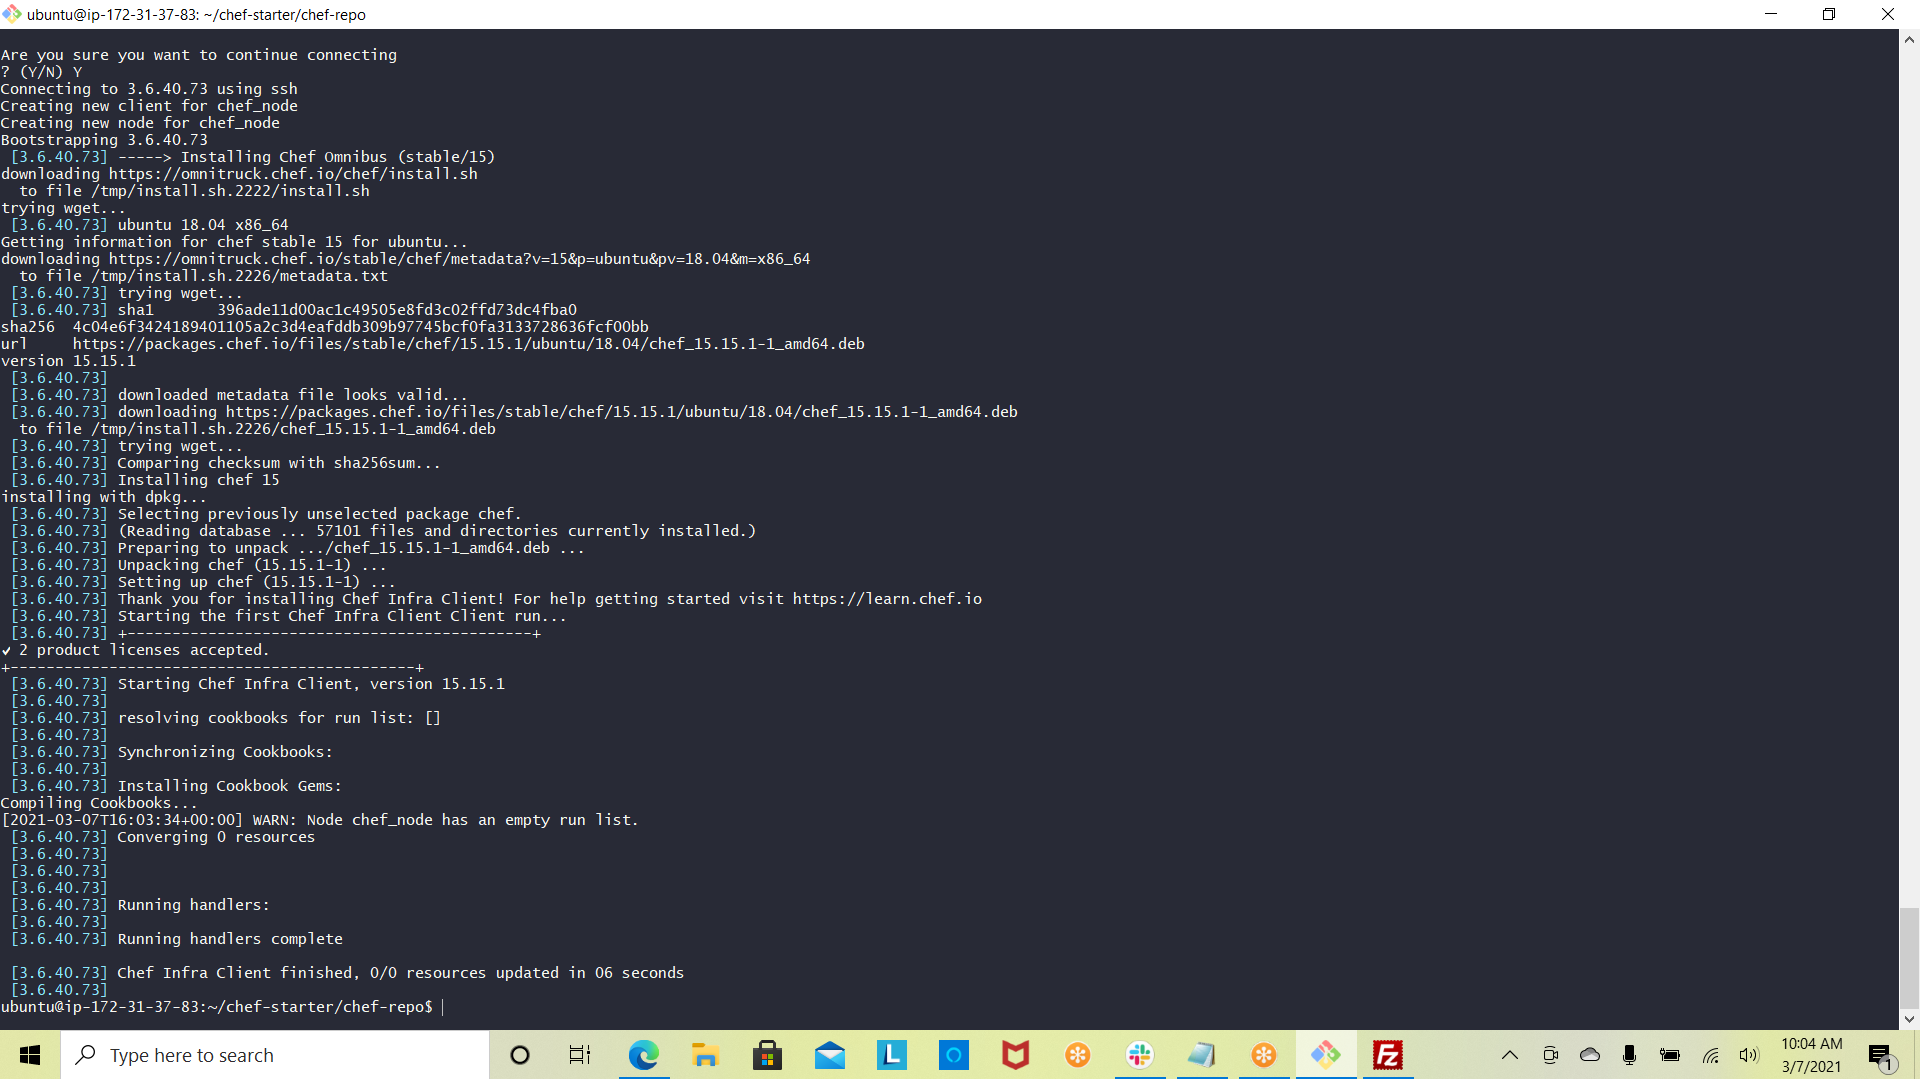 ubuntu@ip-172-31-37-83: ~/chef-starter/chef-repo
Are you sure you want to continue connecting
? (Y/N) Y
Connecting to 3.6.40.73 using ssh
Creating new client for chef_node
Creating new node for chef_node
Bootstrapping 3.6.40.73
[3.6.40.73] -----> Installing Chef Omnibus (stable/15)
downloading https://omnitruck.chef.io/chef/install.sh
to file /tmp/install.sh.2222/install.sh
trying wget...
[3.6.40.73] ubuntu 18.04 x86_64
Getting information for chef stable 15 for ubuntu...
downloading https://omnitruck.chef.io/stable/chef/metadata?v=15&p=ubuntu&pv=18.04&m=x86_64
to file /tmp/install.sh.2226/metadata.txt
[3.6.40.73] trying wget...
[3.6.40.73] sha1 396ade11d00ac1c49505e8fd3c02ffd73dc4fba0
sha256 4c04e6f3424189401105a2c3d4eafddb309b97745bcf0fa3133728636fcf00bb
url https://packages.chef.io/files/stable/chef/15.15.1/ubuntu/18.04/chef_15.15.1-1_amd64.deb
version 15.15.1
[3.6.40.73]
[3.6.40.73] downloaded metadata file looks valid...
[3.6.40.73] downloading https://packages.chef.io/files/stable/chef/15.15.1/ubuntu/18.04/chef_15.15.1-1_amd64.deb
to file /tmp/install.sh.2226/chef_15.15.1-1_amd64.deb
[3.6.40.73] trying wget...
[3.6.40.73] Comparing checksum with sha256sum...
[3.6.40.73] Installing chef 15
installing with dpkg...
[3.6.40.73] Selecting previously unselected package chef.
[3.6.40.73] (Reading database ... 57101 files and directories currently installed.)
[3.6.40.73] Preparing to unpack .../chef_15.15.1-1_amd64.deb ...
[3.6.40.73] Unpacking chef (15.15.1-1) ...
[3.6.40.73] Setting up chef (15.15.1-1) ...
[3.6.40.73] Thank you for installing Chef Infra Client! For help getting started visit https://learn.chef.io
[3.6.40.73] Starting the first Chef Infra Client Client run...
[3.6.40.73] +---------------------------------------------+
✓ 2 product licenses accepted.
+---------------------------------------------+
[3.6.40.73] Starting Chef Infra Client, version 15.15.1
[3.6.40.73]
[3.6.40.73] resolving cookbooks for run list: []
[3.6.40.73]
[3.6.40.73] Synchronizing Cookbooks:
[3.6.40.73]
[3.6.40.73] Installing Cookbook Gems:
Compiling Cookbooks...
[2021-03-07T16:03:34+00:00] WARN: Node chef_node has an empty run list.
[3.6.40.73] Converging 0 resources
[3.6.40.73]
[3.6.40.73]
[3.6.40.73]
[3.6.40.73] Running handlers:
[3.6.40.73]
[3.6.40.73] Running handlers complete
[3.6.40.73] Chef Infra Client finished, 0/0 resources updated in 06 seconds
[3.6.40.73]
ubuntu@ip-172-31-37-83:~/chef-starter/chef-repo$
Type here to search
L
FZ
10:04 AM
3/7/2021
1